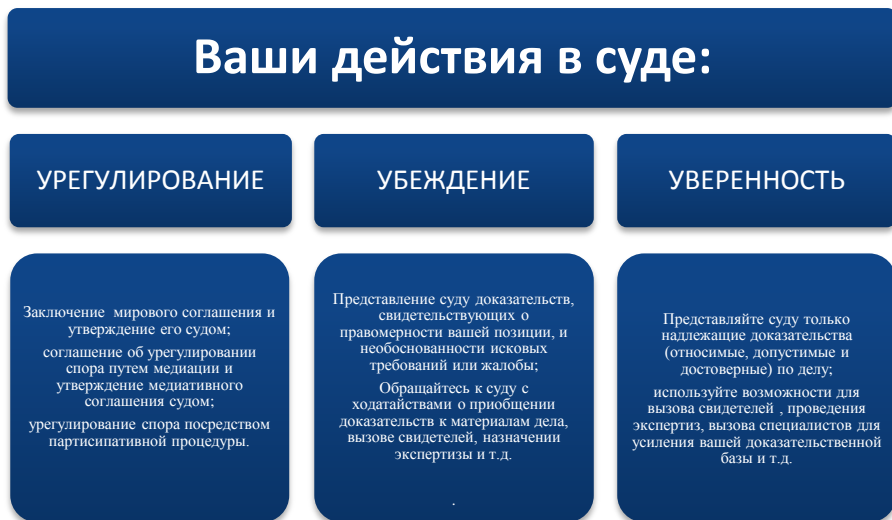 Ваши действия в суде:
УРЕГУЛИРОВАНИЕ
УБЕЖДЕНИЕ
УВЕРЕННОСТЬ
Заключение мирового соглашения и
утверждение его судом;
соглашение об урегулировании
спора путем медиации и
утверждение медиативного
соглашения судом;
урегулирование спора посредством
партисипативной процедуры.
Представление суду доказательств,
свидетельствующих о
правомерности вашей позиции, и
необоснованности исковых
требований или жалобы;
Обращайтесь к суду с
ходатайствами о приобщении
доказательств к материалам дела,
вызове свидетелей, назначении
экспертизы и т.д.
.
Представляйте суду только
надлежащие доказательства
(относимые, допустимые и
достоверные) по делу;
используйте возможности для
вызова свидетелей , проведения
экспертиз, вызова специалистов для
усиления вашей доказательственной
базы и т.д.